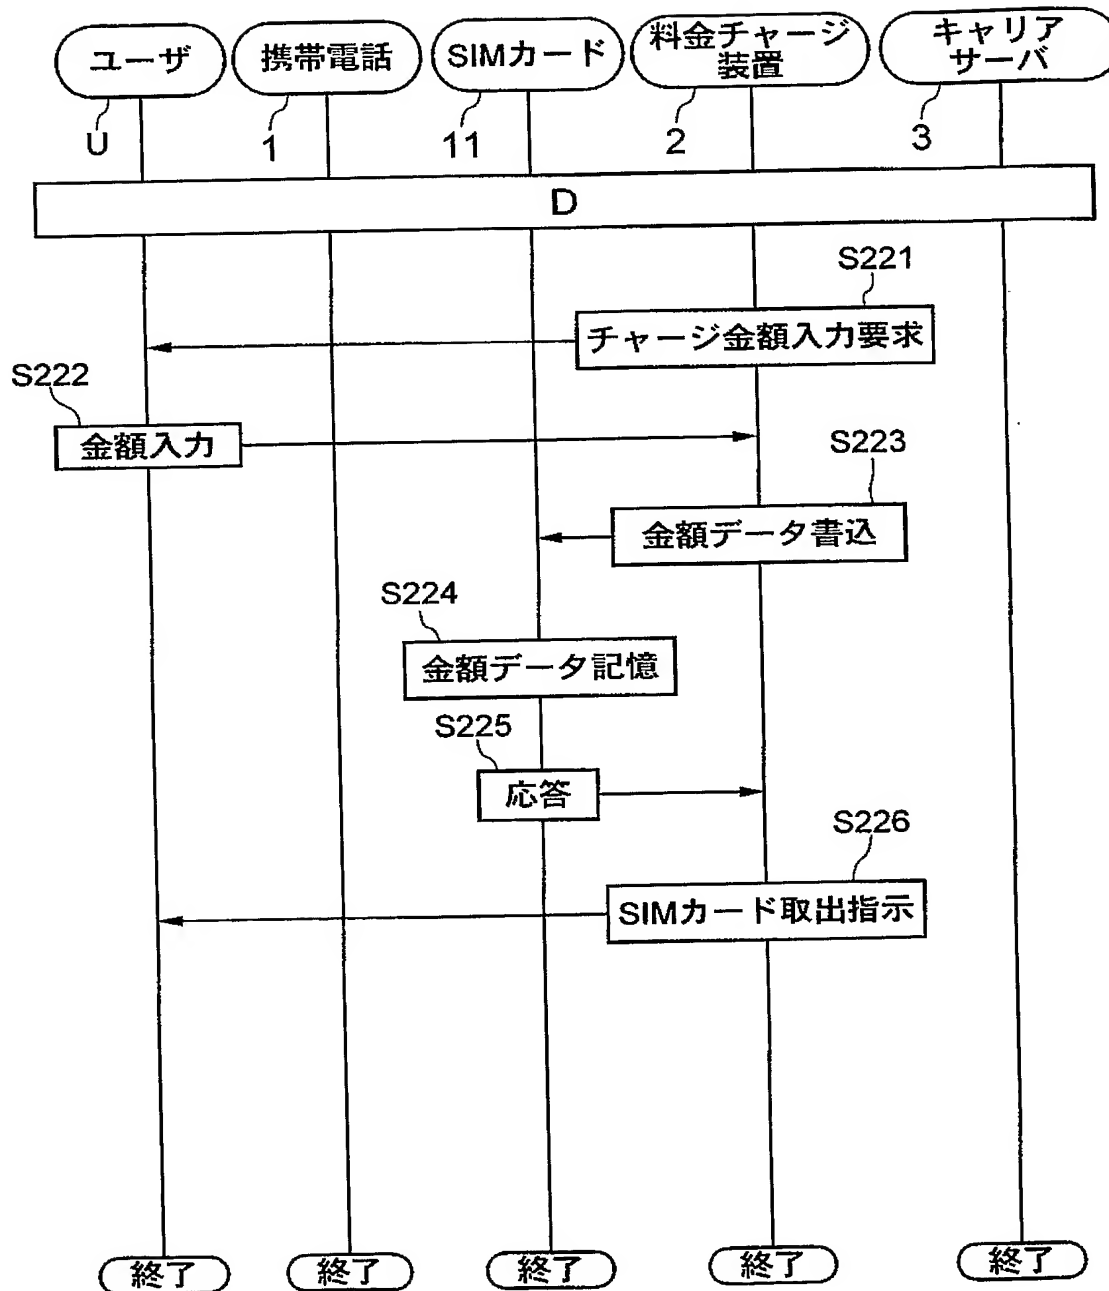 ユーザ
携帯電話
SIMカード
料金チャージ
装置
キャリア
サーバ
U
1
11
2
3
D
S221
チャージ金額入力要求
S222
金額入力
S223
金額データ書込
S224
金額データ記憶
S225
応答
S226
SIMカード取出指示
終了
終了
終了
終了
終了